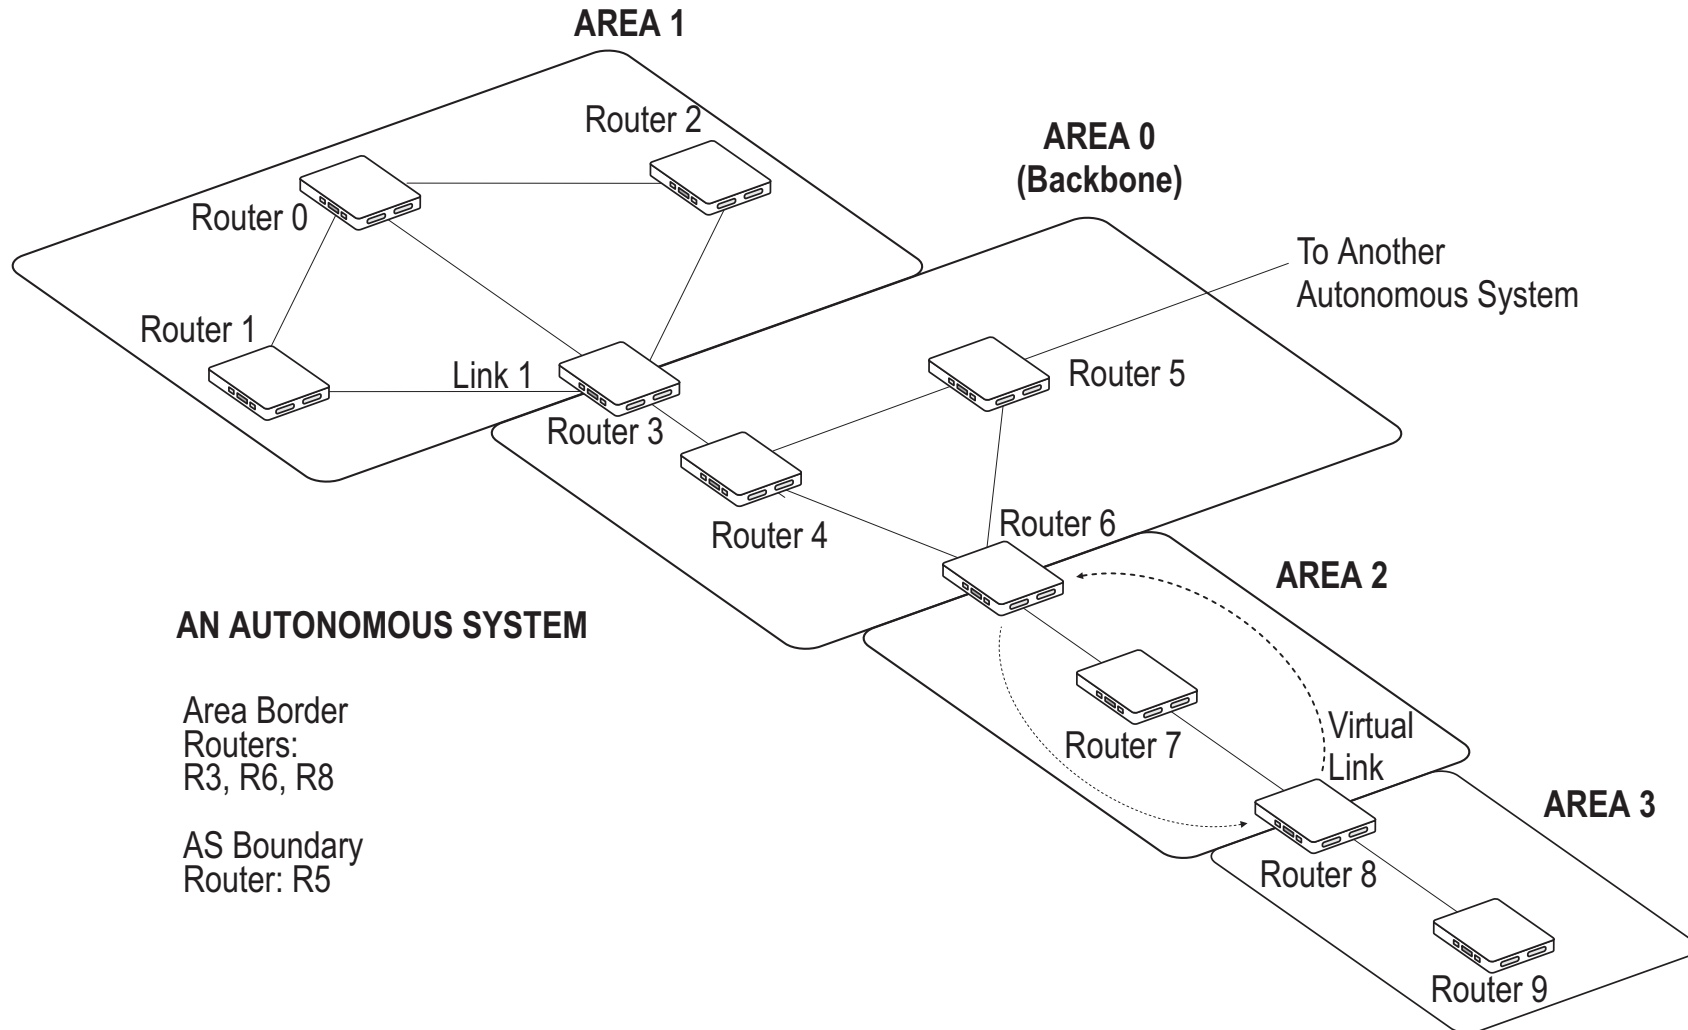 AREA 1
Router 2
AREA 0
(Backbone)
Router 0
To Another
Autonomous System
Router 1
Link 1
Router 5
Router 3
Router 4
Router 6
AREA 2
AN AUTONOMOUS SYSTEM
Area Border
Routers:
R3, R6, R8
Router 7
Virtual
Link
AREA 3
AS Boundary
Router: R5
Router 8
Router 9